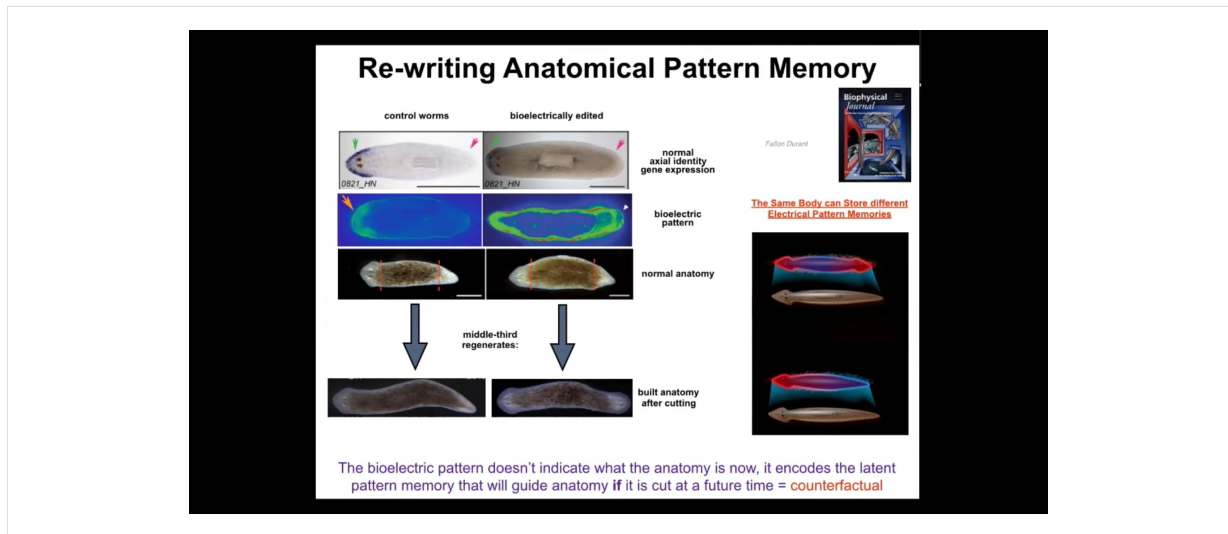 Re-writing Anatomical Pattern Memory
control worms
bioelectrically edited
0821_HN
0821_HN
normal
axial identity
gene expression
bioelectric
pattern
normal anatomy
middle-third
regenerates:
built anatomy
after cutting
Fallon Durant
Biophysical
Journal
The Same Body can Store different
Electrical Pattern Memories
The bioelectric pattern doesn't indicate what the anatomy is now, it encodes the latent
pattern memory that will guide anatomy if it is cut at a future time = counterfactual